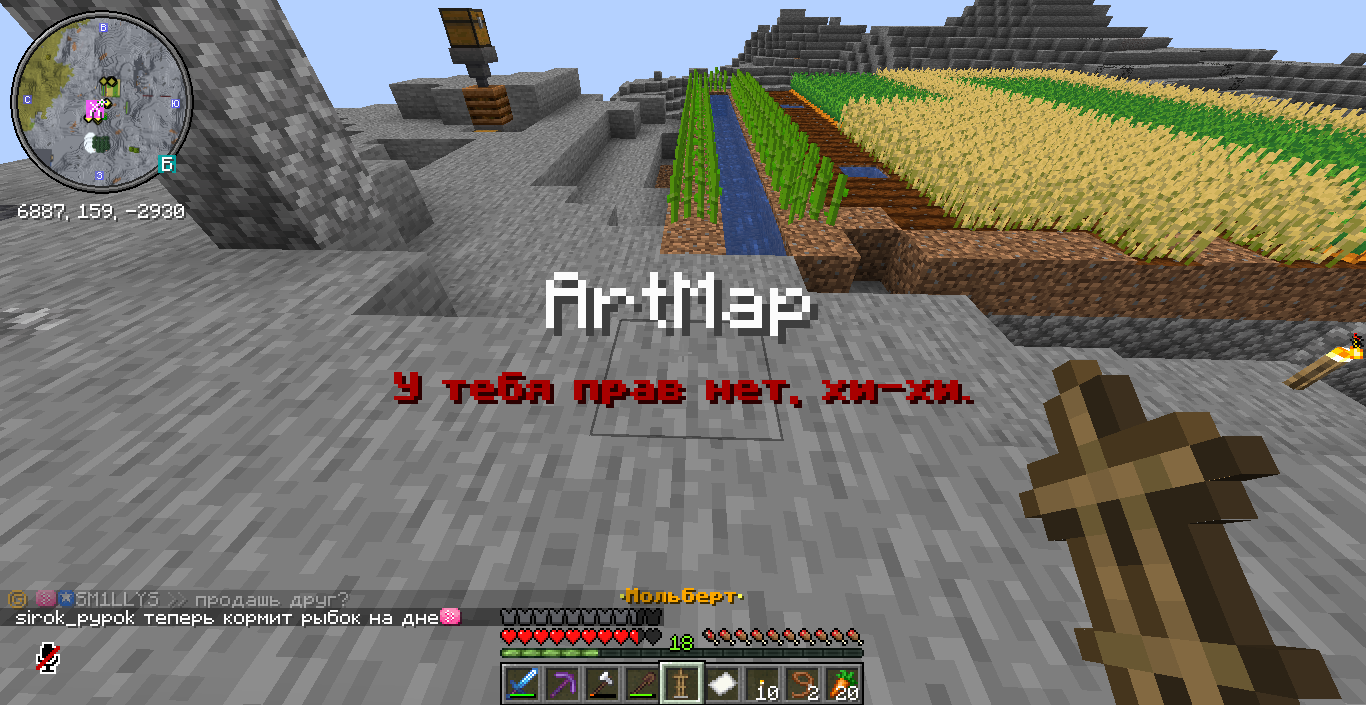 В
С
Ю
З
Б
6887, 159, -2930
ArtMap
У тебя прав нет, хи-хи.
SM1LLYS >> продашь друг?
sirok_pypok теперь кормит рыбок на дне
·Мольберт·
18
10
2
20